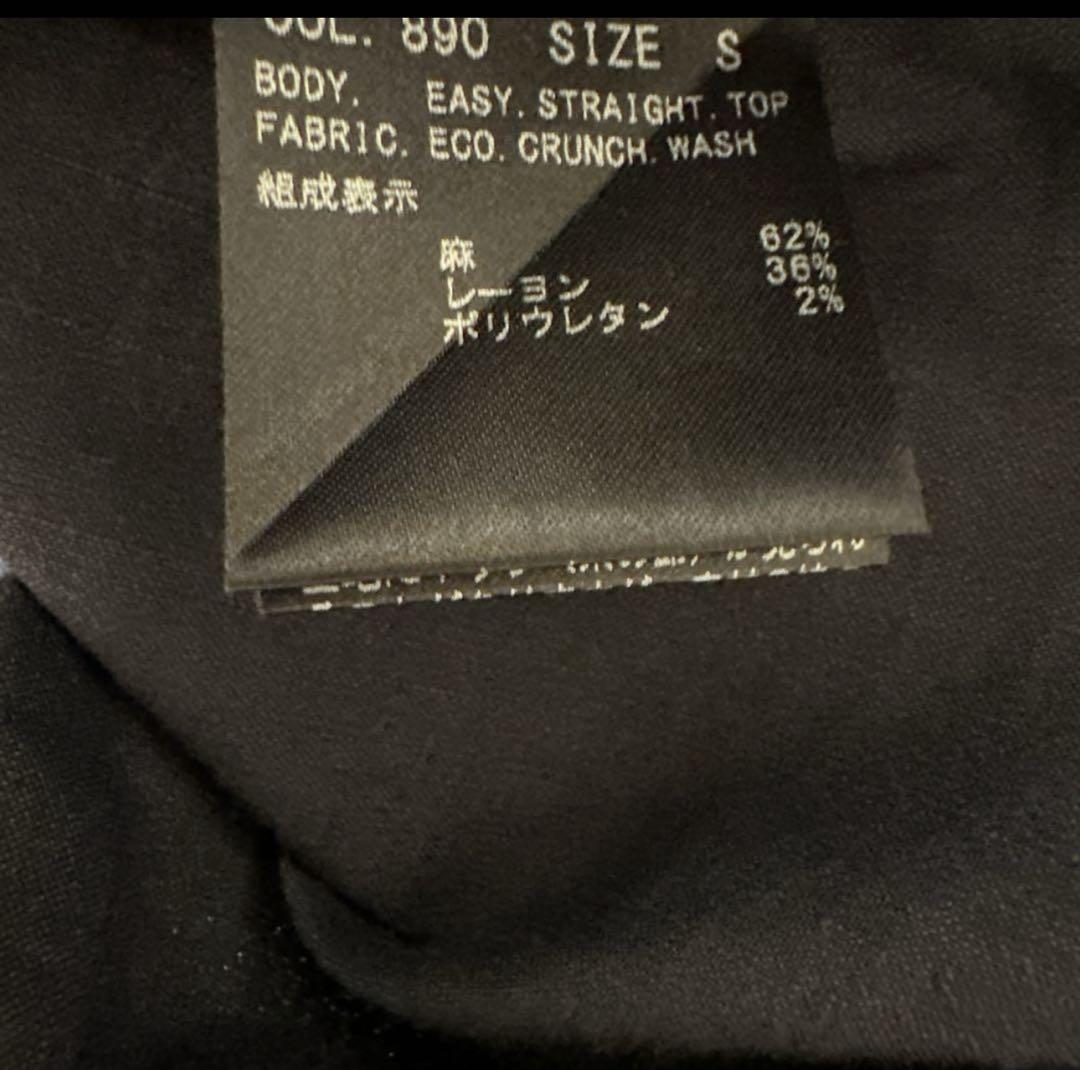 COL. 890 SIZE S
BODY. EASY. STRAIGHT. TOP
FABRIC. ECO. CRUNCH. WASH
組成表示
麻 62%
レーヨン 36%
ポリウレタン 2%